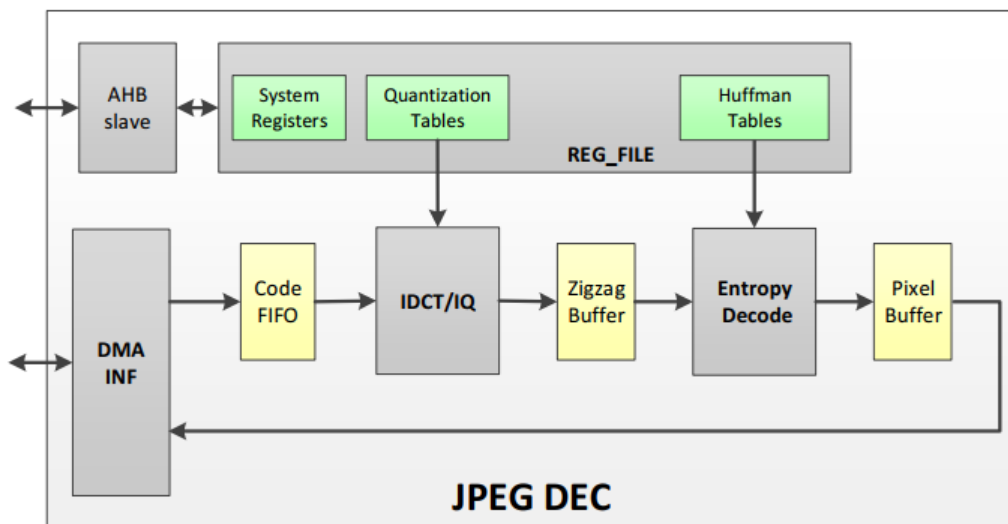 AHB
slave
System
Registers
Quantization
Tables
Huffman
Tables
REG_FILE
DMA
INF
Code
FIFO
IDCT/IQ
Zigzag
Buffer
Entropy
Decode
Pixel
Buffer
JPEG DEC